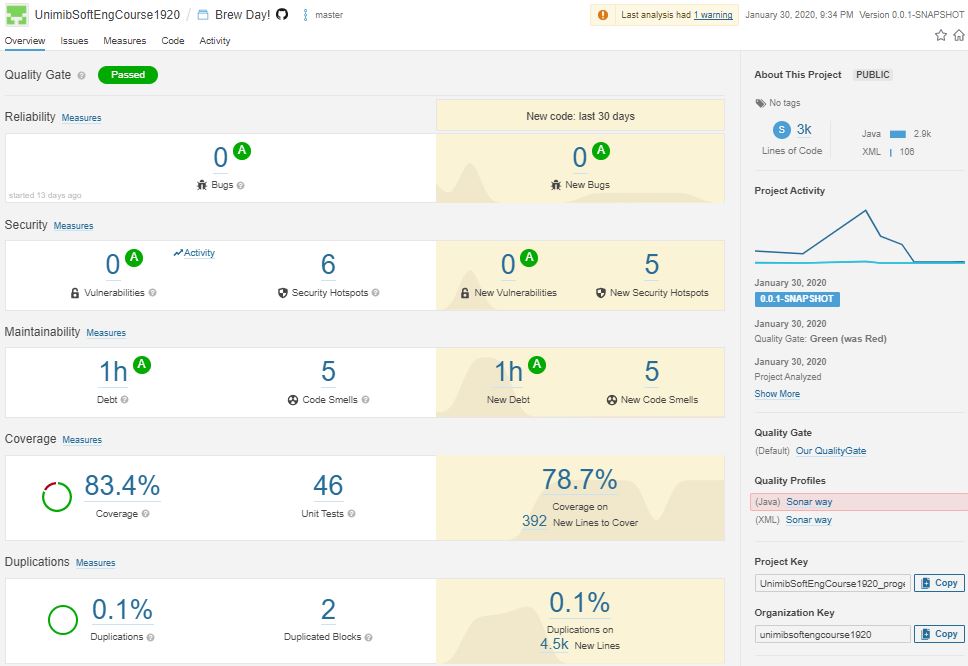 UnimibSoftEngCourse1920 / Brew Day! master
Last analysis had 1 warning January 30, 2020, 9:34 PM Version 0.0.1-SNAPSHOT
Overview Issues Measures Code Activity
Quality Gate Passed
Reliability Measures
New code: last 30 days
0 A
Bugs
started 13 days ago
0 A
New Bugs
Security Measures
0 A
Vulnerabilities
Activity
6
Security Hotspots
0 A
New Vulnerabilities
5
New Security Hotspots
Maintainability Measures
1h A
Debt
5
Code Smells
1h A
New Debt
5
New Code Smells
Coverage Measures
83.4%
Coverage
46
Unit Tests
78.7%
Coverage on
392 New Lines to Cover
Duplications Measures
0.1%
Duplications
2
Duplicated Blocks
0.1%
Duplications on
4.5k New Lines
About This Project PUBLIC
No tags
S 3k
Lines of Code
Java 2.9k
XML 106
Project Activity
January 30, 2020
0.0.1-SNAPSHOT
January 30, 2020
Quality Gate: Green (was Red)
January 30, 2020
Project Analyzed
Show More
Quality Gate
(Default) Our QualityGate
Quality Profiles
(Java) Sonar way
(XML) Sonar way
Project Key
UnimibSoftEngCourse1920_proge Copy
Organization Key
unimibsoftengcourse1920 Copy